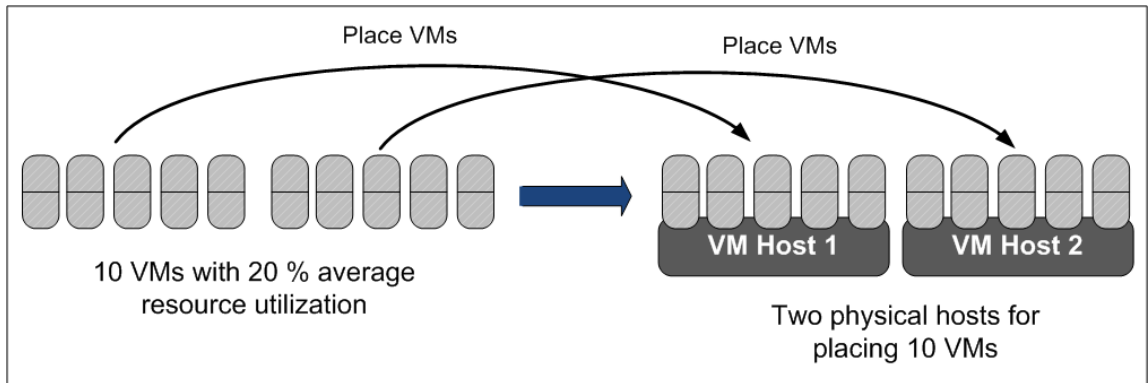 Place VMs
Place VMs
VM Host 1
VM Host 2
10 VMs with 20 % average
resource utilization
Two physical hosts for
placing 10 VMs